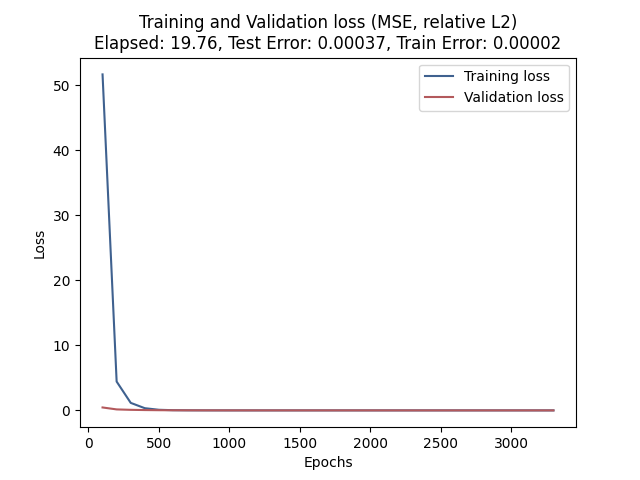 Training and Validation loss (MSE, relative L2)
Elapsed: 19.76, Test Error: 0.00037, Train Error: 0.00002
Training loss
Validation loss
50
40
30
20
10
0
Loss
0
500
1000
1500
2000
2500
3000
Epochs